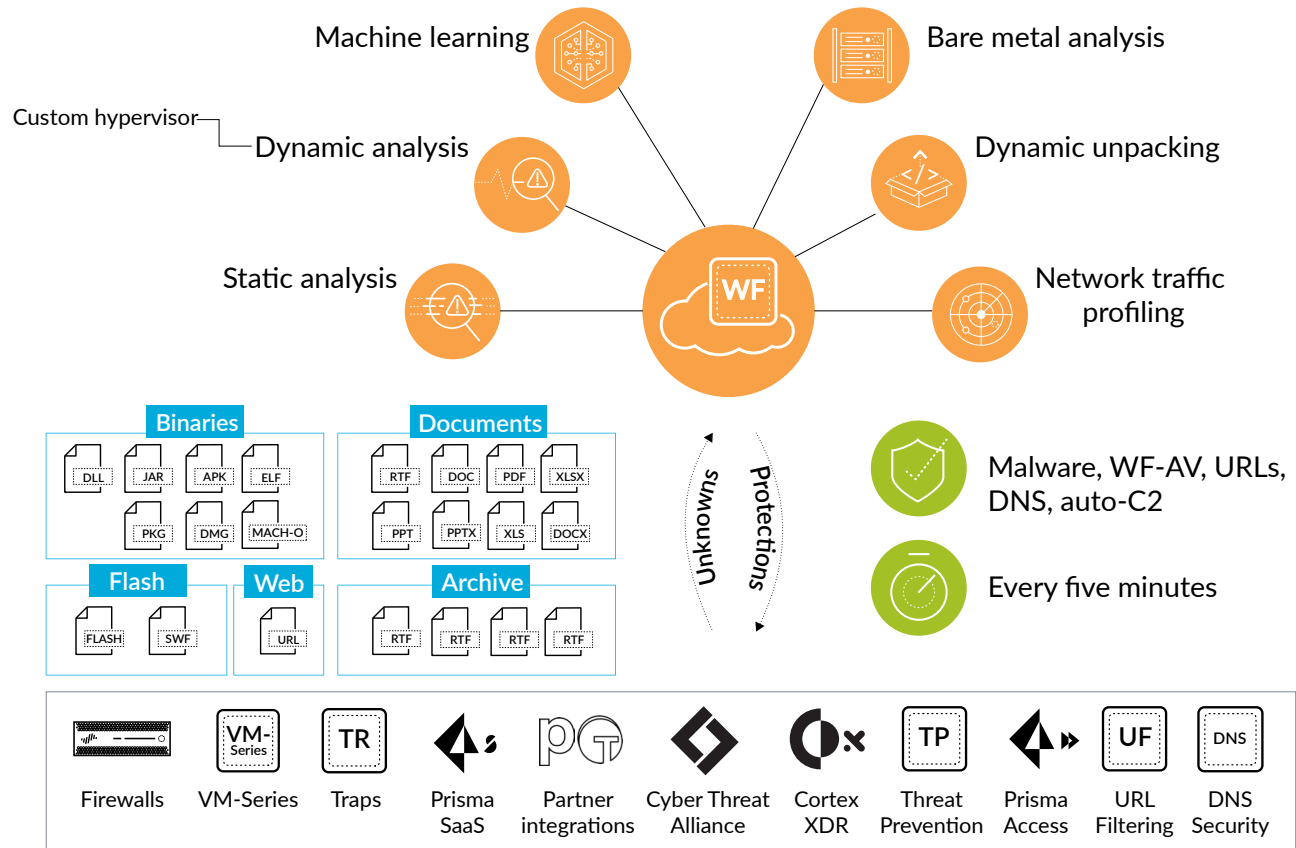 Machine learning
Bare metal analysis
Custom hypervisor
Dynamic analysis
Dynamic unpacking
Static analysis
WF
Network traffic
profiling
Binaries
DLL
JAR
APK
ELF
PKG
DMG
MACH-O
Documents
RTF
DOC
PDF
XLSX
PPT
PPTX
XLS
DOCX
Flash
FLASH
SWF
Web
URL
Archive
RTF
RTF
RTF
RTF
Unknowns
Protections
Malware, WF-AV, URLs,
DNS, auto-C2
Every five minutes
Firewalls
VM-
Series
VM-Series
TR
Traps
s
Prisma
SaaS
PT
Partner
integrations
Cyber Threat
Alliance
x
Cortex
XDR
TP
Threat
Prevention
Prisma
Access
UF
URL
Filtering
DNS
DNS
Security